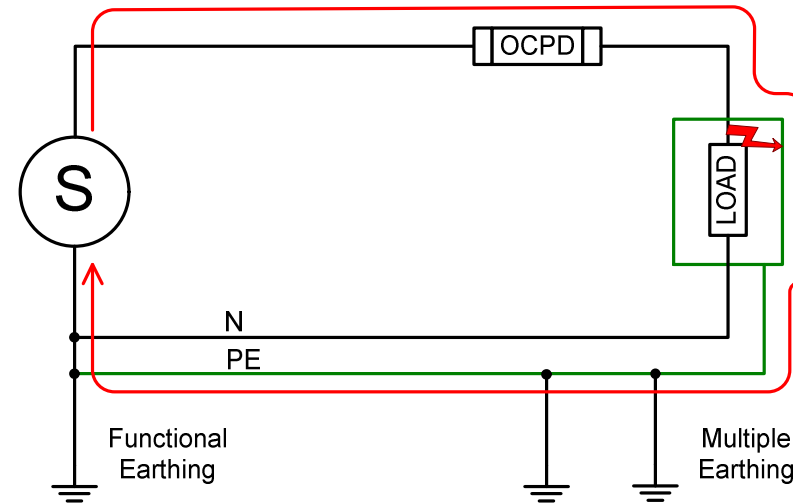 OCPD
S
LOAD
N
PE
Functional
Earthing
Multiple
Earthing